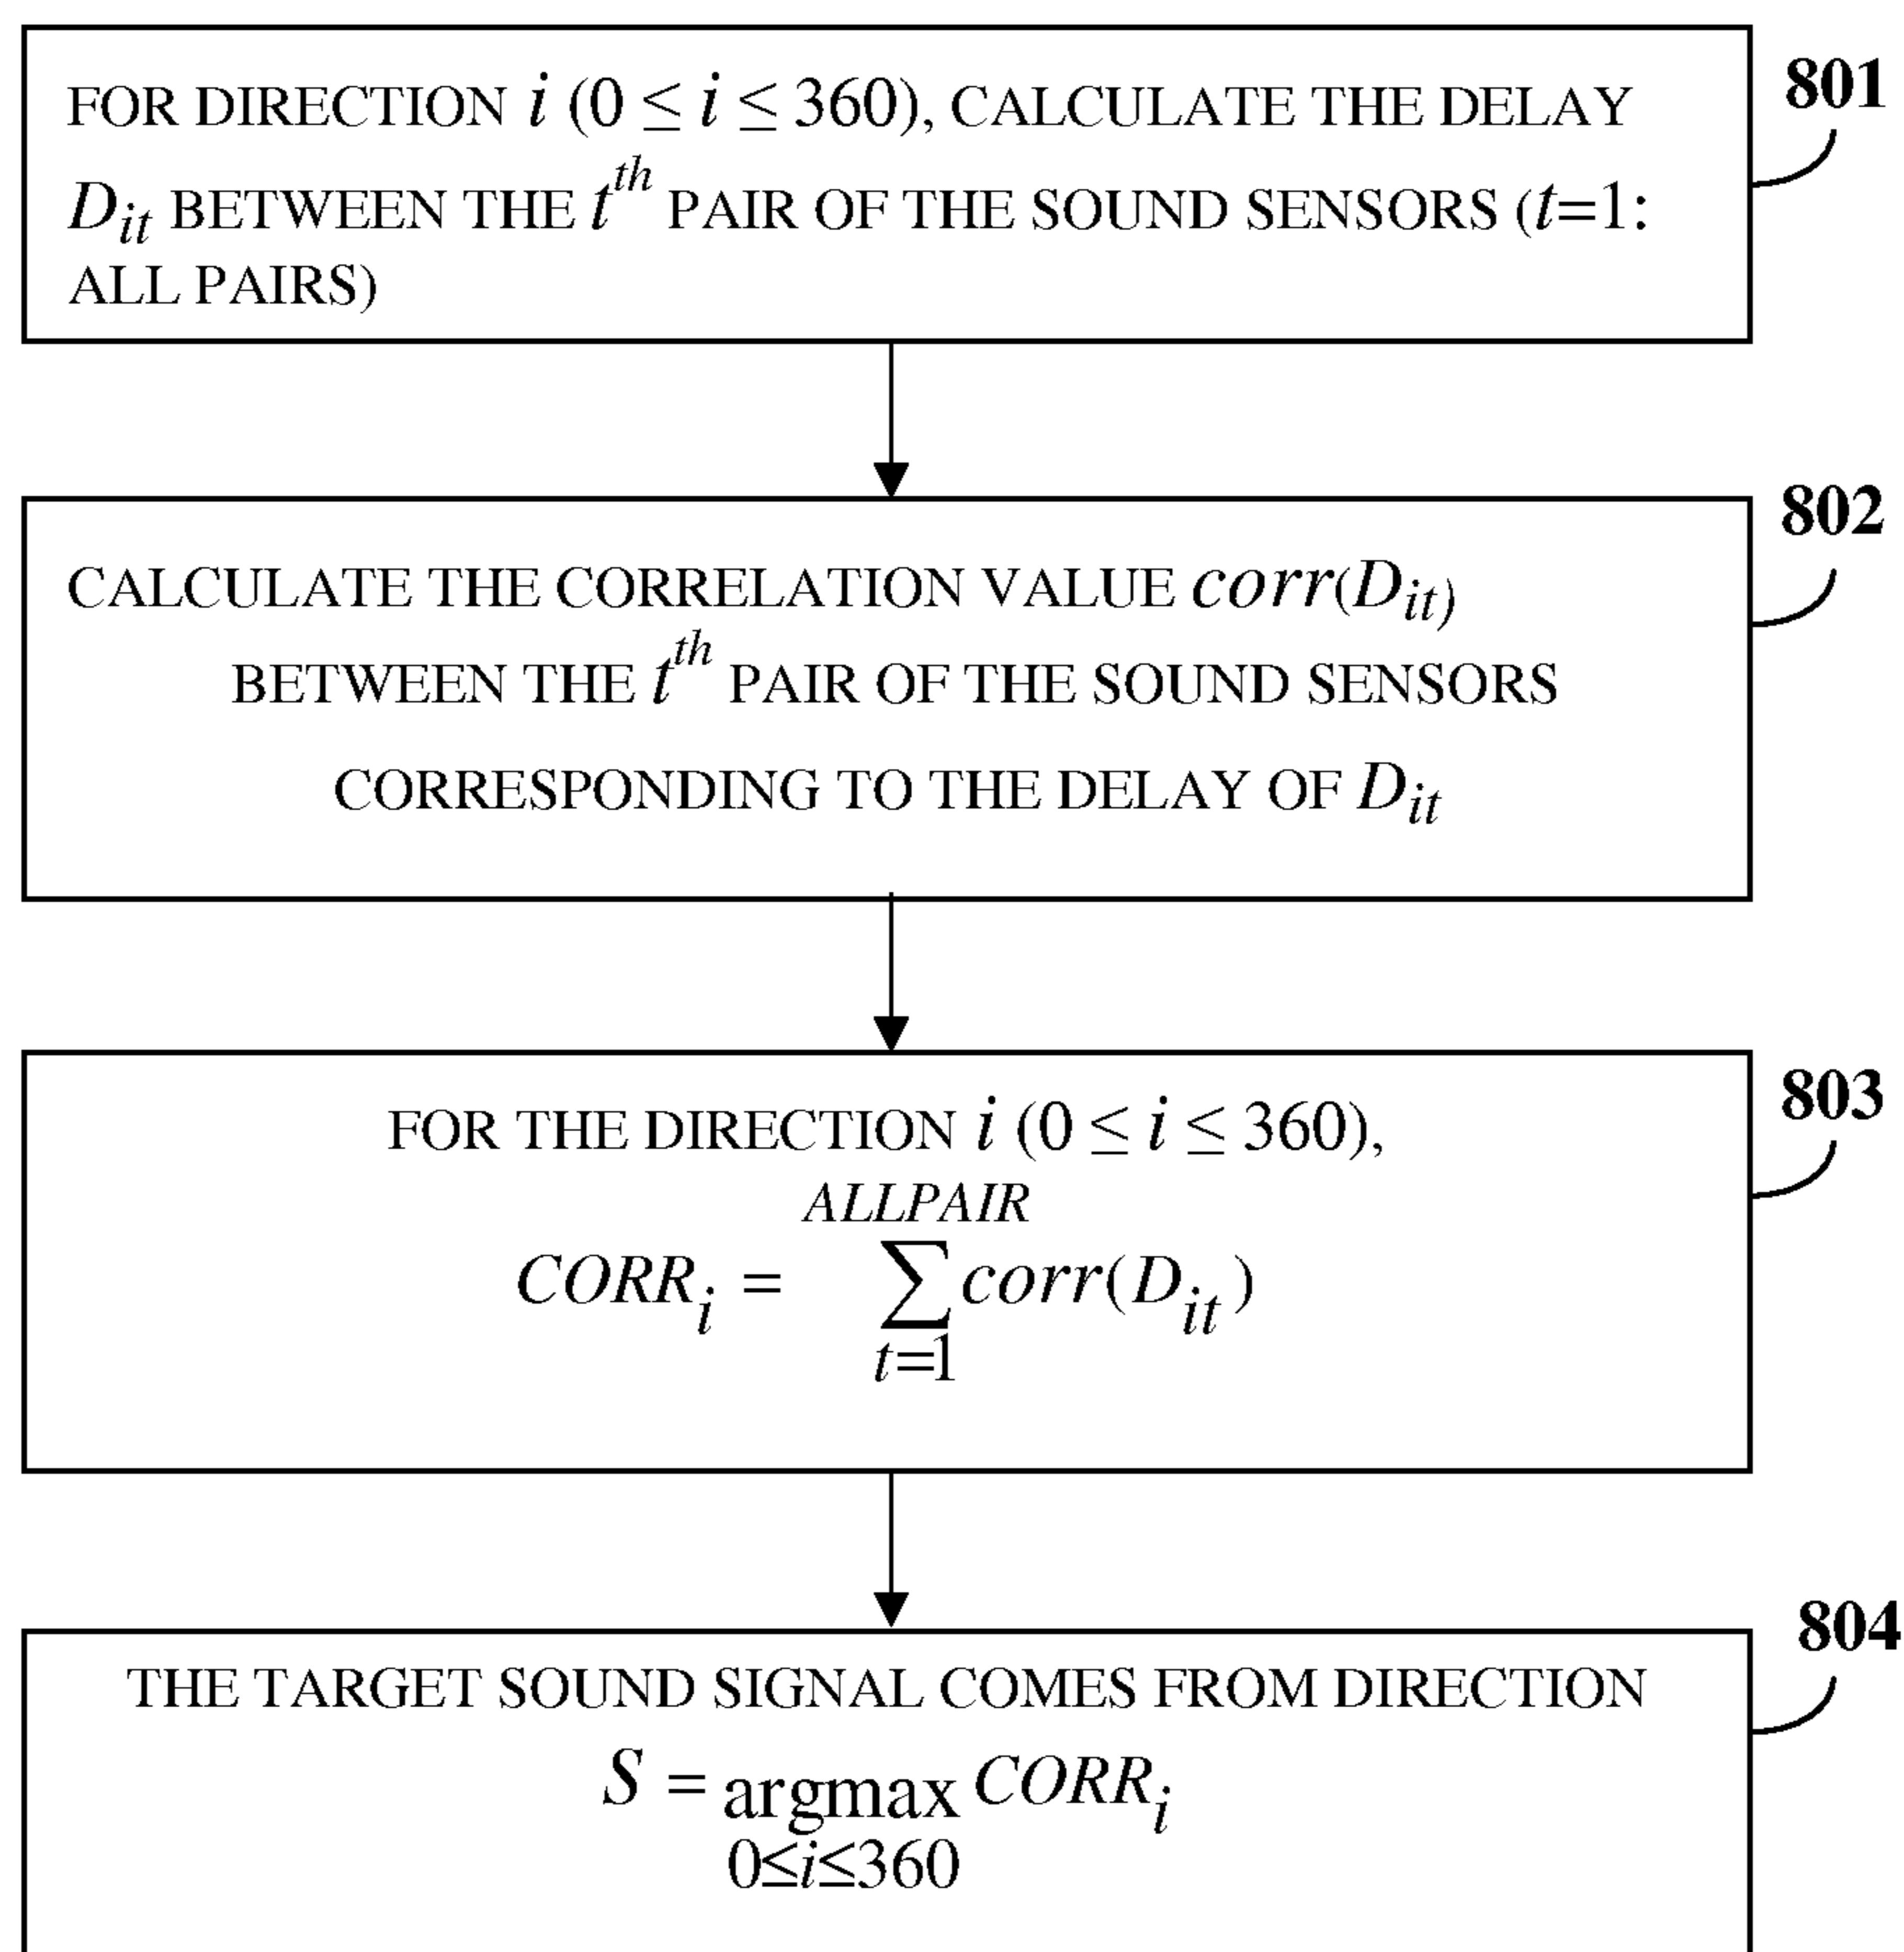 FOR DIRECTION i (0 ≤ i ≤ 360), CALCULATE THE DELAY
D_it BETWEEN THE t^th PAIR OF THE SOUND SENSORS (t=1:
ALL PAIRS)
801
CALCULATE THE CORRELATION VALUE corr(D_it)
BETWEEN THE t^th PAIR OF THE SOUND SENSORS
CORRESPONDING TO THE DELAY OF D_it
802
FOR THE DIRECTION i (0 ≤ i ≤ 360),
ALLPAIR
CORR_i = ∑ corr(D_it)
t=1
803
THE TARGET SOUND SIGNAL COMES FROM DIRECTION
S = argmax CORR_i
0≤i≤360
804